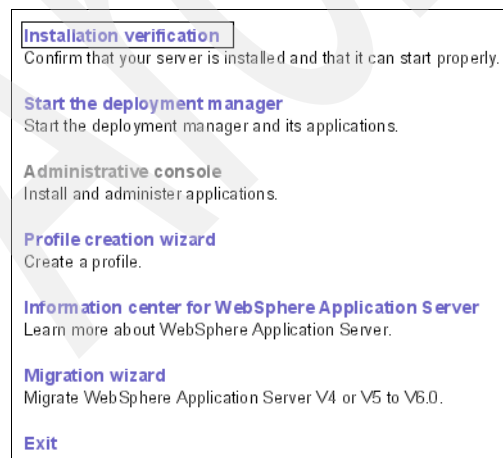 Installation verification
Confirm that your server is installed and that it can start properly.
Start the deployment manager
Start the deployment manager and its applications.
Administrative console
Install and administer applications.
Profile creation wizard
Create a profile.
Information center for WebSphere Application Server
Learn more about WebSphere Application Server.
Migration wizard
Migrate WebSphere Application Server V4 or V5 to V6.0.
Exit